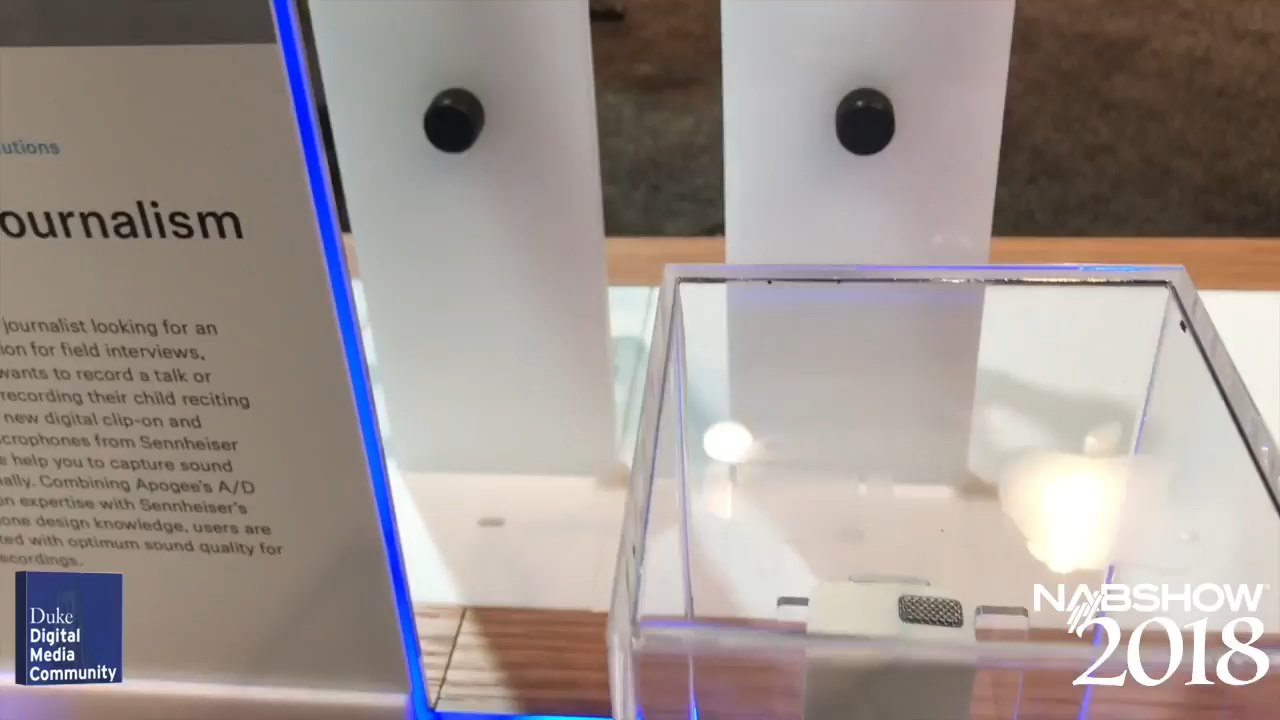 utions
ournalism
journalist looking for an
ion for field interviews,
wants to record a talk or
recording their child reciting
new digital clip-on and
crophones from Sennheiser
e help you to capture sound
nally. Combining Apogee's A/D
on expertise with Sennheiser's
one design knowledge, users are
ted with optimum sound quality for
ecordings.
Duke
Digital
Media
Community
NABSHOW
2018